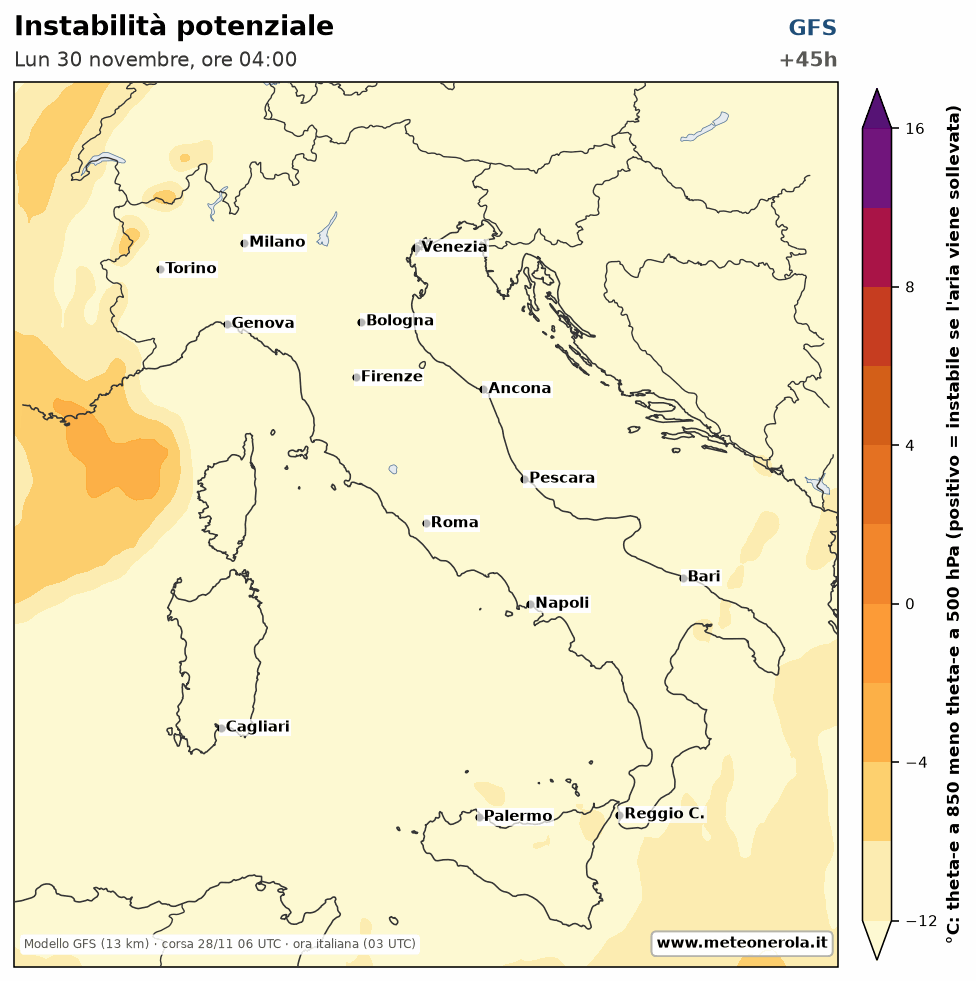 Instabilità potenziale
GFS
Lun 30 novembre, ore 04:00
+45h
16
8
4
0
−4
−12
°C: theta-e a 850 meno theta-e a 500 hPa (positivo = instabile se l'aria viene sollevata)
Milano
Venezia
Torino
Genova
Bologna
Firenze
Ancona
Pescara
Roma
Bari
Napoli
Cagliari
Palermo
Reggio C.
Modello GFS (13 km) · corsa 28/11 06 UTC · ora italiana (03 UTC)
www.meteonerola.it